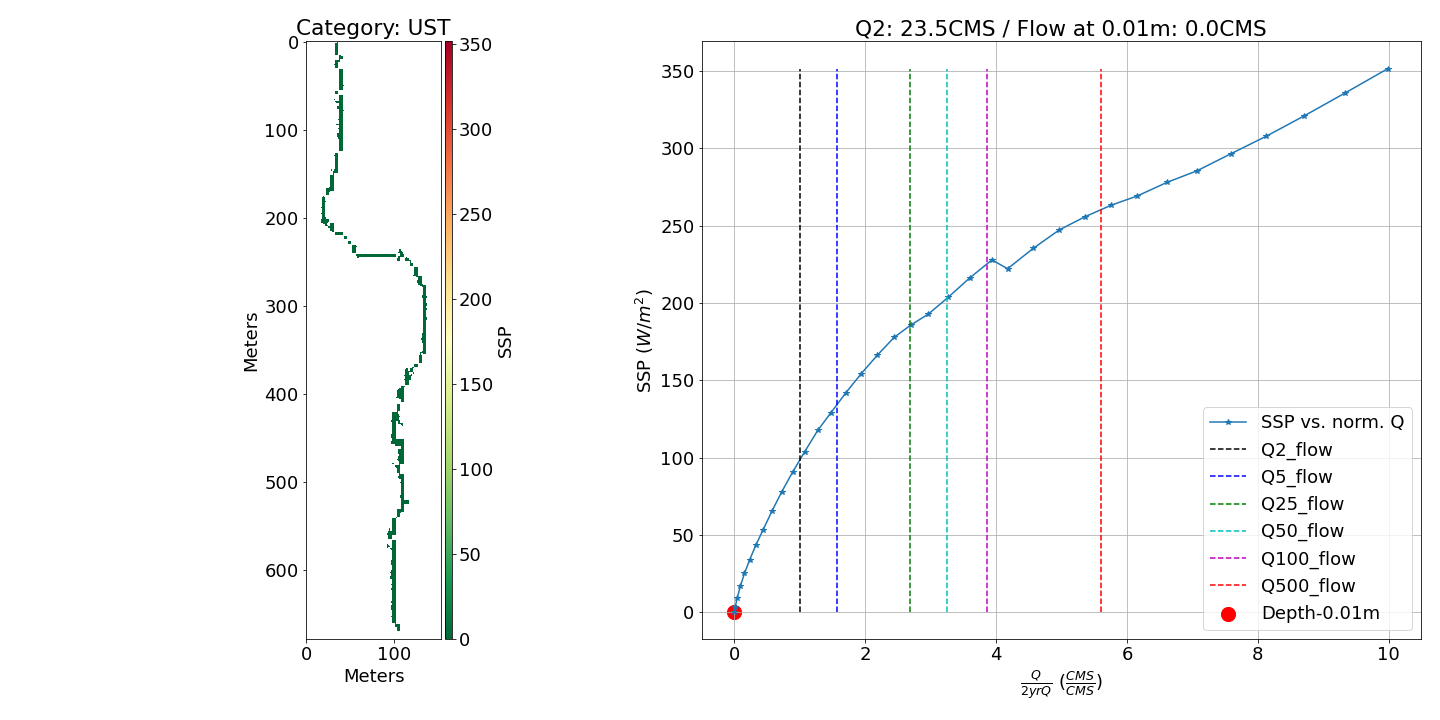 Category: UST
0
100
200
300
400
500
600
Meters
0
100
Meters
350
300
250
200
150
100
50
0
SSP
Q2: 23.5CMS / Flow at 0.01m: 0.0CMS
350
300
250
200
150
100
50
0
SSP (W/m²)
0
2
4
6
8
10
Q/2yrQ (CMS/CMS)
SSP vs. norm. Q
Q2_flow
Q5_flow
Q25_flow
Q50_flow
Q100_flow
Q500_flow
Depth-0.01m